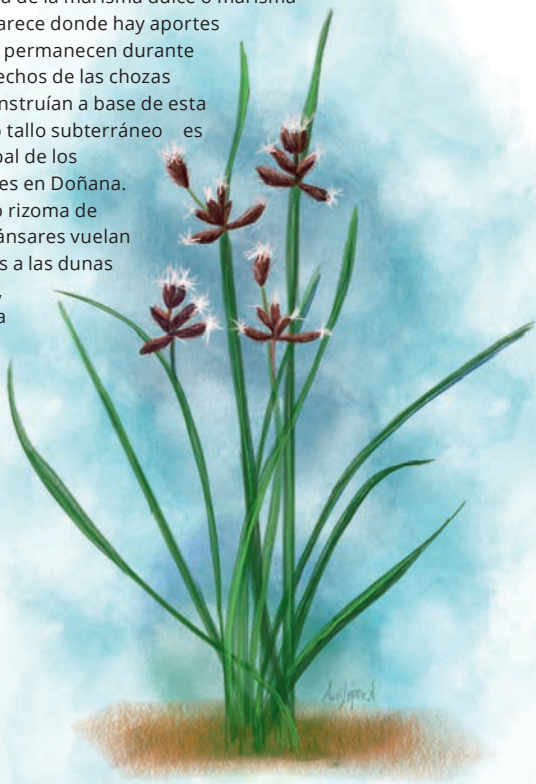 de la marisma dulce o marisma
arece donde hay aportes
permanecen durante
echos de las chozas
nstruían a base de esta
o tallo subterráneo es
pal de los
es en Doñana.
o rizoma de
ánsares vuelan
s a las dunas
,
a